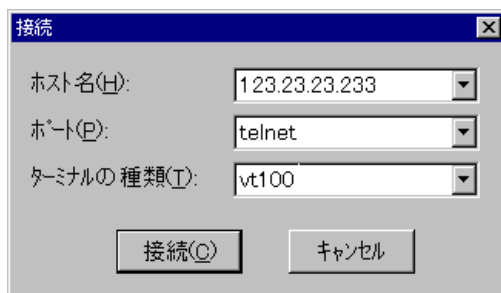 接続
ホスト名(H): 123.23.23.233
ポート(P): telnet
ターミナルの種類(T): vt100
接続(C) キャンセル